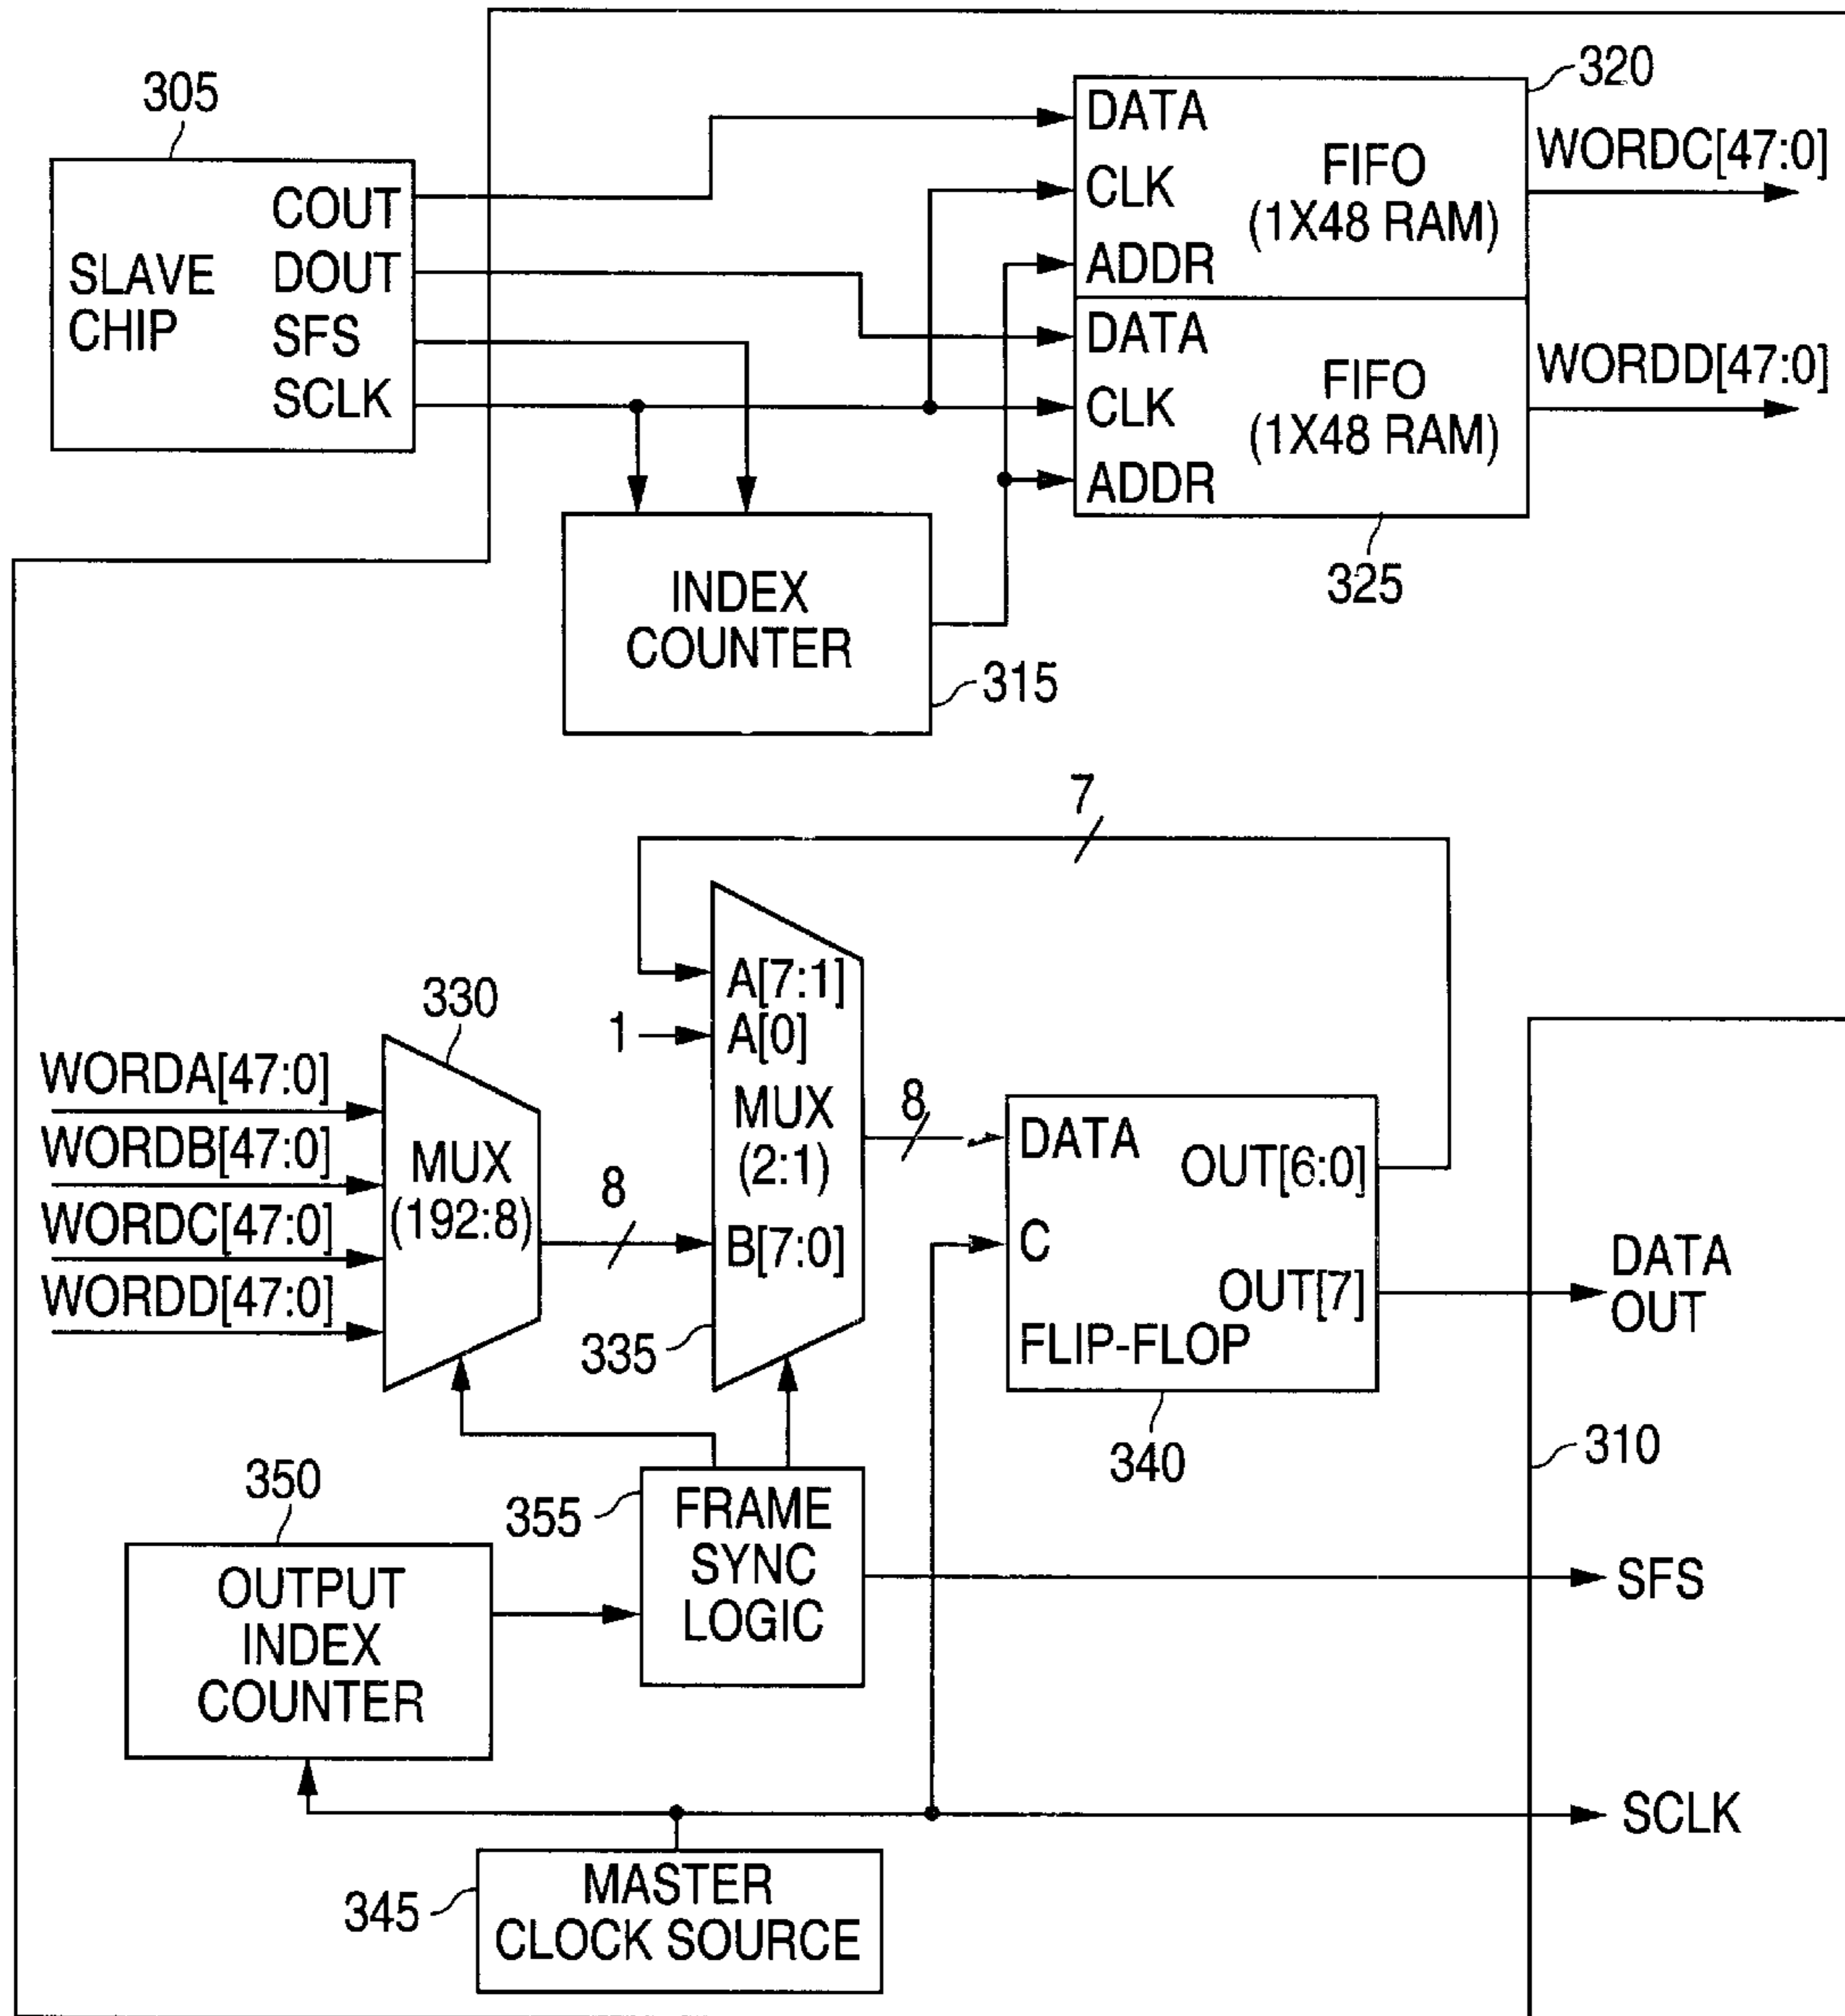 305
SLAVE
CHIP
COUT
DOUT
SFS
SCLK
320
DATA
CLK
ADDR
FIFO
(1X48 RAM)
WORDC[47:0]
DATA
CLK
ADDR
FIFO
(1X48 RAM)
WORDD[47:0]
325
INDEX
COUNTER
315
7
330
WORDA[47:0]
WORDB[47:0]
WORDC[47:0]
WORDD[47:0]
MUX
(192:8)
8
1
A[7:1]
A[0]
MUX
(2:1)
B[7:0]
335
8
DATA
C
OUT[6:0]
OUT[7]
FLIP-FLOP
340
DATA
OUT
310
350
OUTPUT
INDEX
COUNTER
355
FRAME
SYNC
LOGIC
SFS
SCLK
345
MASTER
CLOCK SOURCE